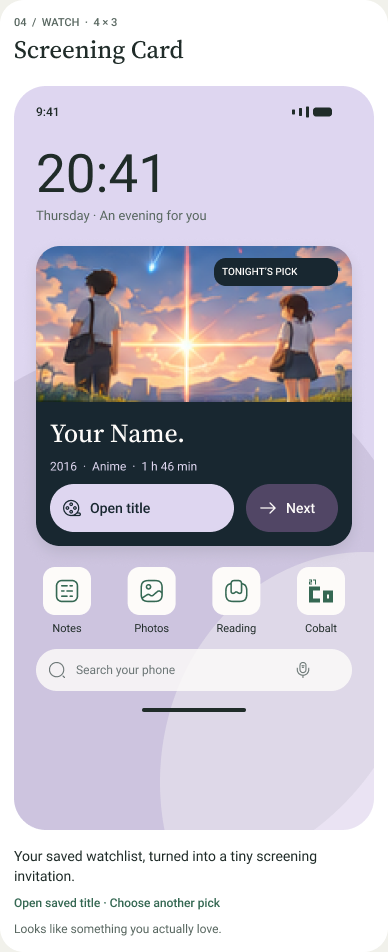 04 / WATCH · 4 × 3
Screening Card
9:41
20:41
Thursday · An evening for you
TONIGHT'S PICK
Your Name.
2016 · Anime · 1 h 46 min
Open title
Next
27
Co
Notes
Photos
Reading
Cobalt
Search your phone
Your saved watchlist, turned into a tiny screening
invitation.
Open saved title · Choose another pick
Looks like something you actually love.